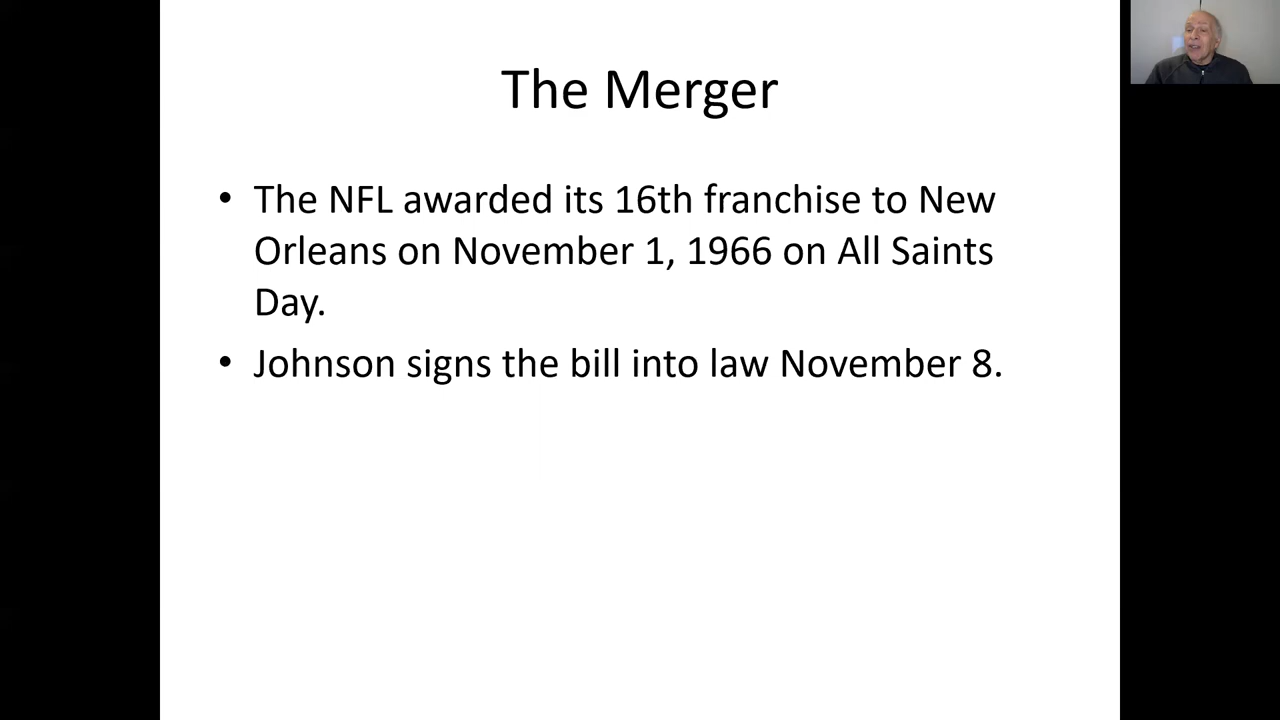 The Merger
• The NFL awarded its 16th franchise to New
Orleans on November 1, 1966 on All Saints
Day.
• Johnson signs the bill into law November 8.